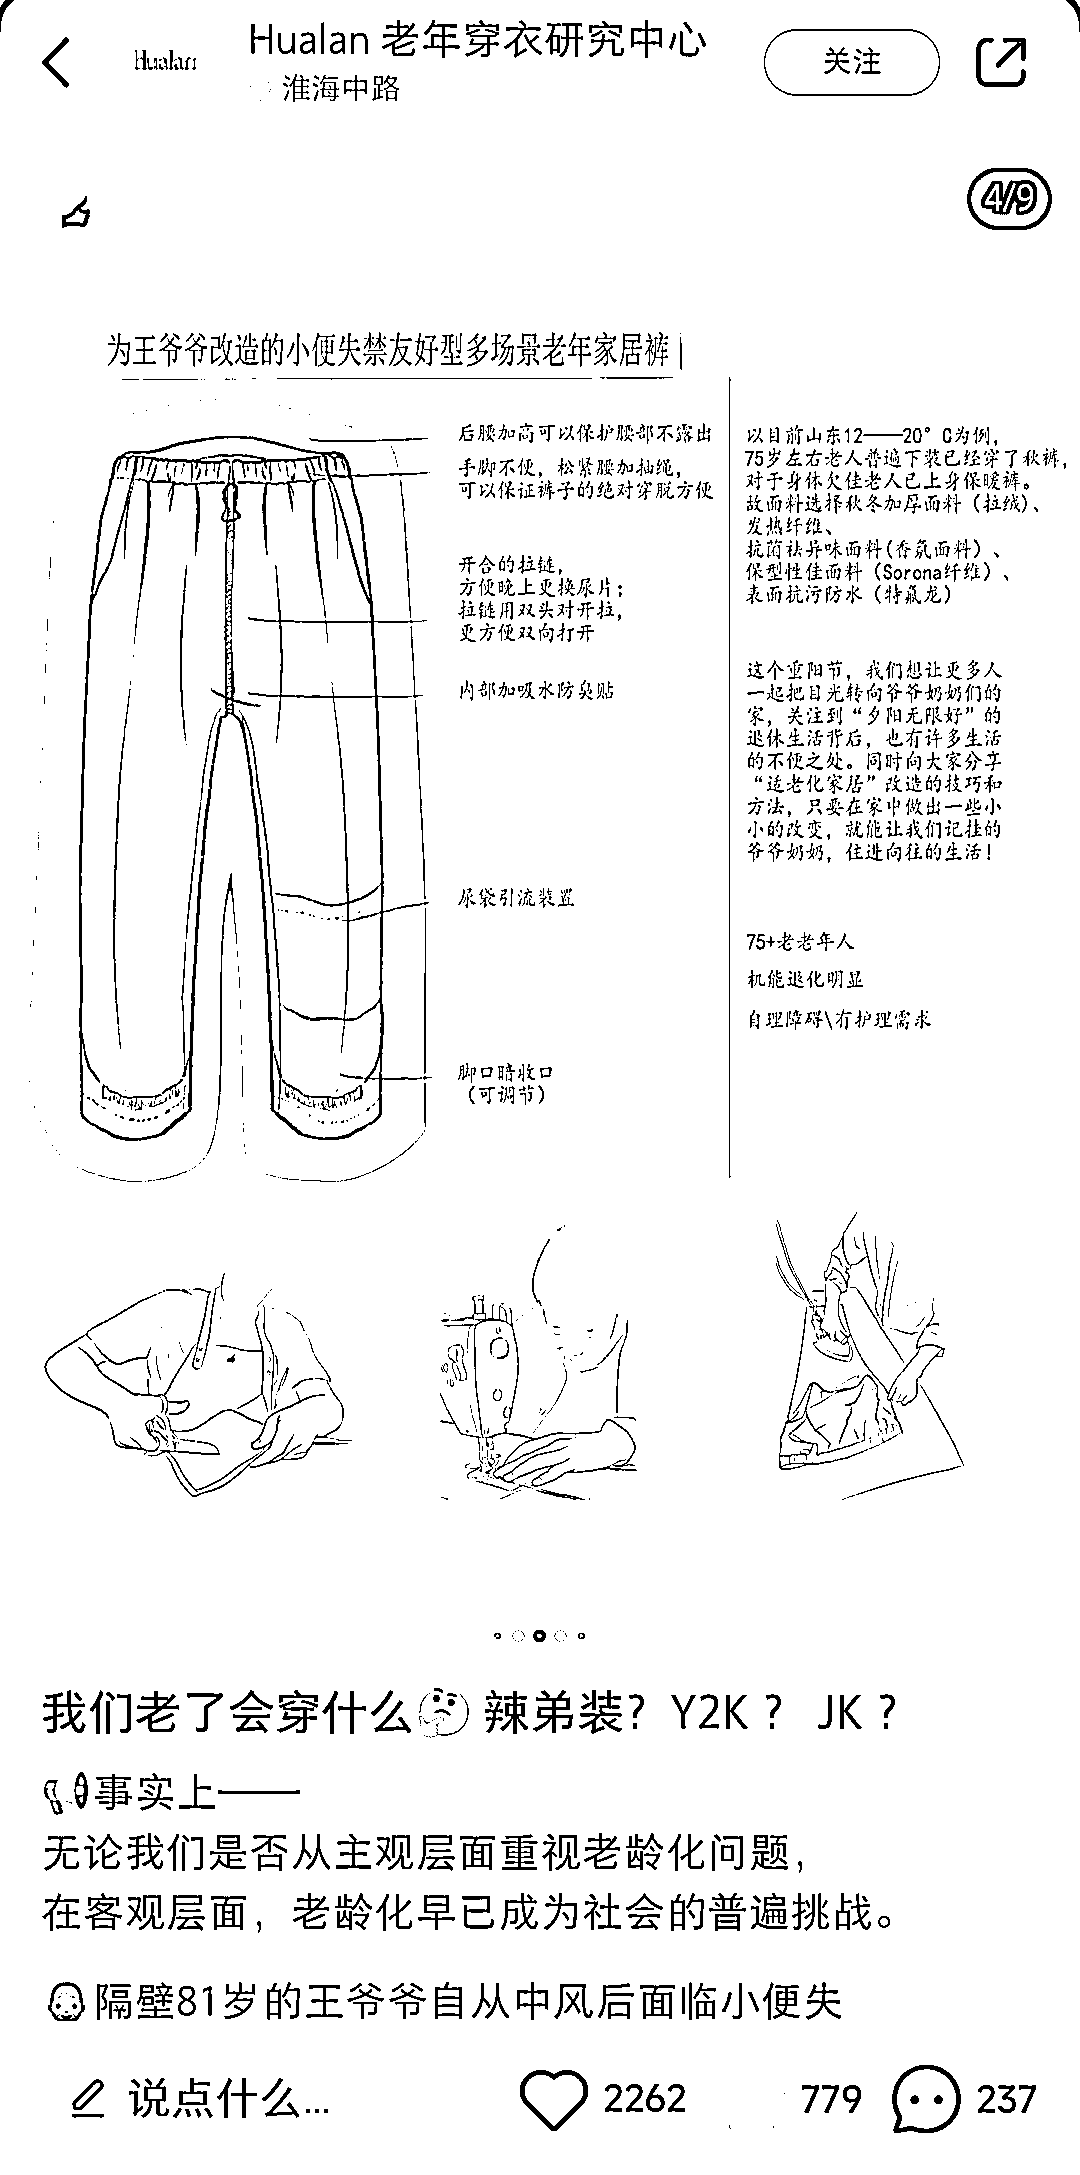 Hualan
Hualan 老年穿衣研究中心
淮海中路
关注
4/9
为王爷爷改造的小便失禁友好型多场景老年家居裤
后腰加高可以保护腰部不露出
手脚不便，松紧腰加抽绳，
可以保证裤子的绝对穿脱方便
开合的拉链，
方便晚上更换尿片；
拉链用双头对开拉，
更方便双向打开
内部加吸水防臭贴
尿袋引流装置
脚口暗收口
（可调节）
以目前山东12——20°C为例，
75岁左右老人普遍下装已经穿了秋裤，
对于身体欠佳老人已上身保暖裤。
故面料选择秋冬加厚面料（拉绒）、
发热纤维、
抗菌祛异味面料(香氛面料）、
保型性佳面料（Sorona纤维）、
表面抗污防水（特氟龙）
这个重阳节，我们想让更多人
一起把目光转向爷爷奶奶们的
家，关注到“夕阳无限好”的
退休生活背后，也有许多生活
的不便之处。同时向大家分享
“适老化家居”改造的技巧和
方法，只要在家中做出一些小
小的改变，就能让我们记挂的
爷爷奶奶，住进向往的生活！
75+老老年人
机能退化明显
自理障碍\有护理需求
我们老了会穿什么🤔 辣弟装？Y2K ？ JK ？
📢事实上——
无论我们是否从主观层面重视老龄化问题，
在客观层面，老龄化早已成为社会的普遍挑战。
隔壁81岁的王爷爷自从中风后面临小便失
说点什么...
2262
779
237